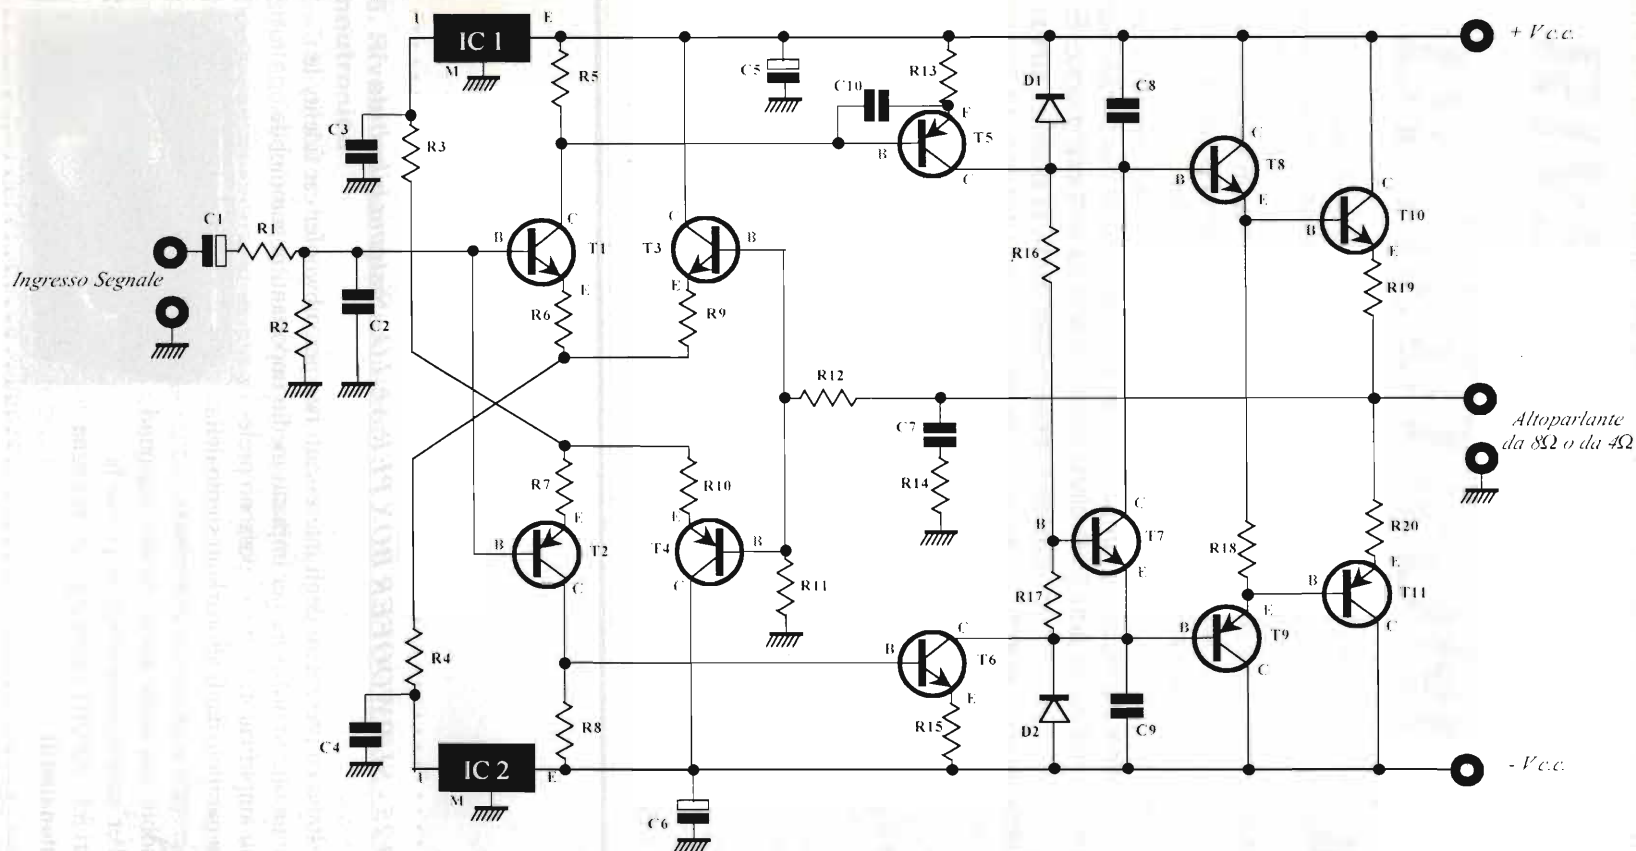 U
IC 1
E
M
+ V c.c.
R5
C5
C10
R13
E
D1
C8
C3
R3
B
T5
C
C
B
T8
E
C1
R1
C
B
T1
E
C
T3
B
E
C
B
T10
E
Ingresso Segnale
R2
C2
R6
R9
R16
R19
R12
C7
R14
Altoparlante
da 8Ω o da 4Ω
R7
R10
E
B
T2
C
E
T4
B
C
R11
C
B
T7
E
R18
R20
E
B
T11
C
R17
R4
C
B
T6
E
B
E
T9
C
C4
R8
R15
D2
C9
IC 2
E
M
- V c.c.
C6